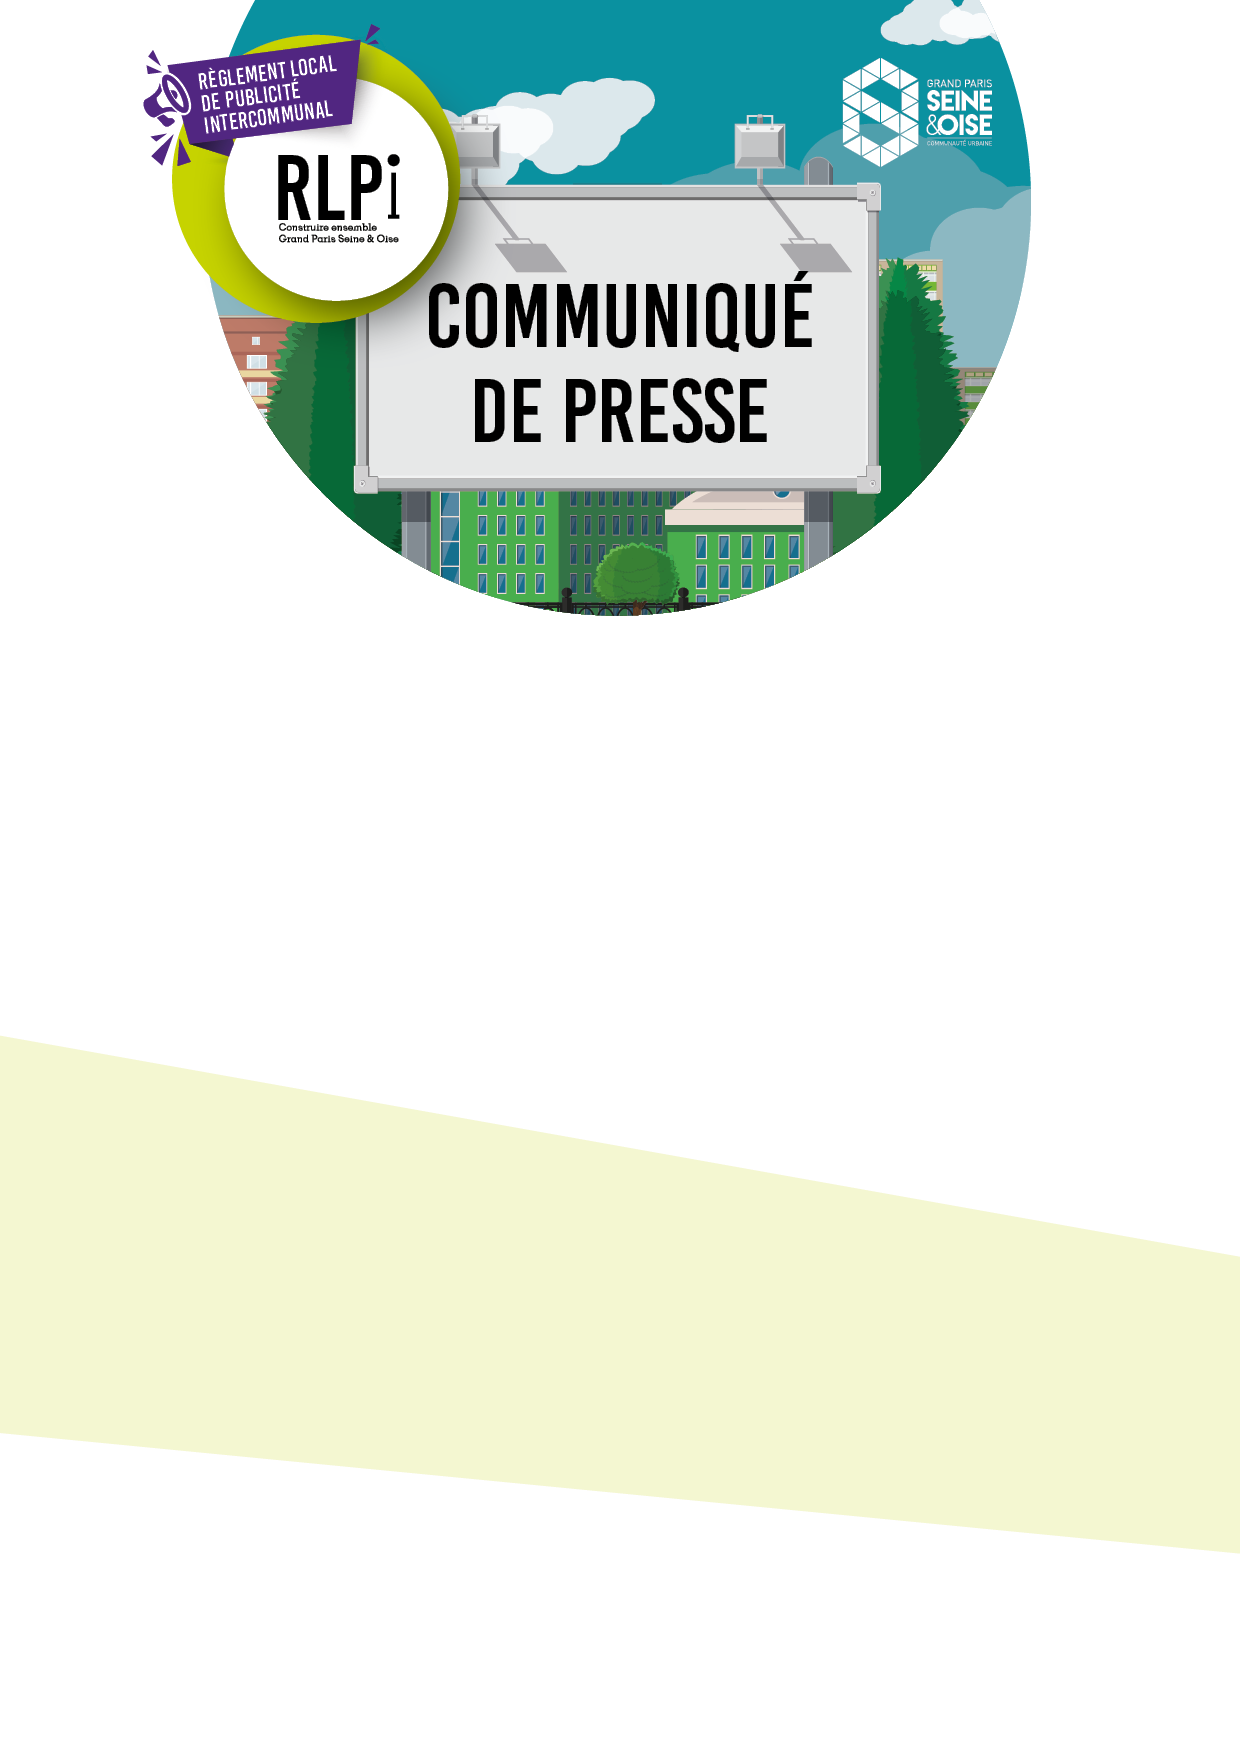 RÈGLEMENT LOCAL
DE PUBLICITÉ
INTERCOMMUNAL
RLPi
Construire ensemble
Grand Paris Seine & Oise
GRAND PARIS
SEINE
&OISE
COMMUNAUTÉ URBAINE
COMMUNIQUÉ
DE PRESSE